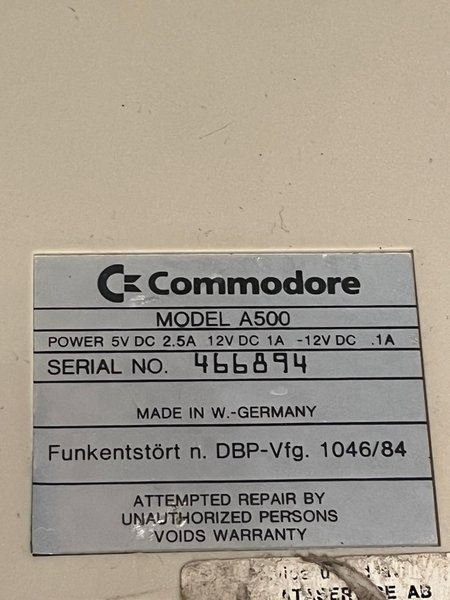 Commodore
MODEL A500
POWER 5V DC 2.5A 12V DC 1A -12V DC .1A
SERIAL NO. 466894
MADE IN W.-GERMANY
Funkentstört n. DBP-Vfg. 1046/84
ATTEMPTED REPAIR BY
UNAUTHORIZED PERSONS
VOIDS WARRANTY
AB